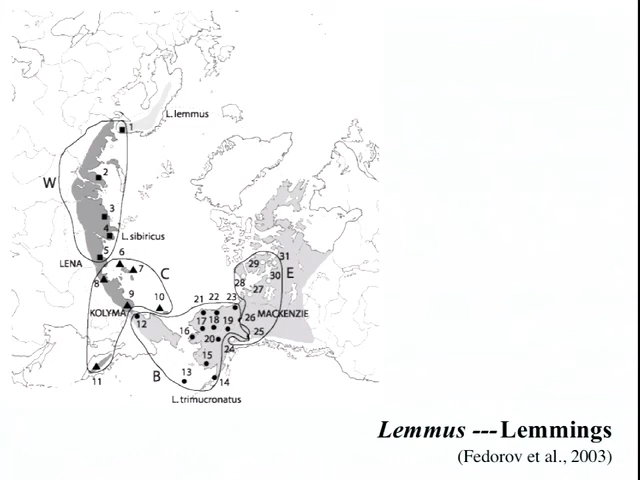 1
L. lemmus
2
W
3
4
L. sibiricus
5
6
LENA
7
C
8
9
10
KOLYMA
12
11
31
29
E
30
28
27
21
22
23
26
MACKENZIE
17
18
19
16
25
20
24
15
B
13
14
L. trimucronatus
Lemmus --- Lemmings
(Fedorov et al., 2003)